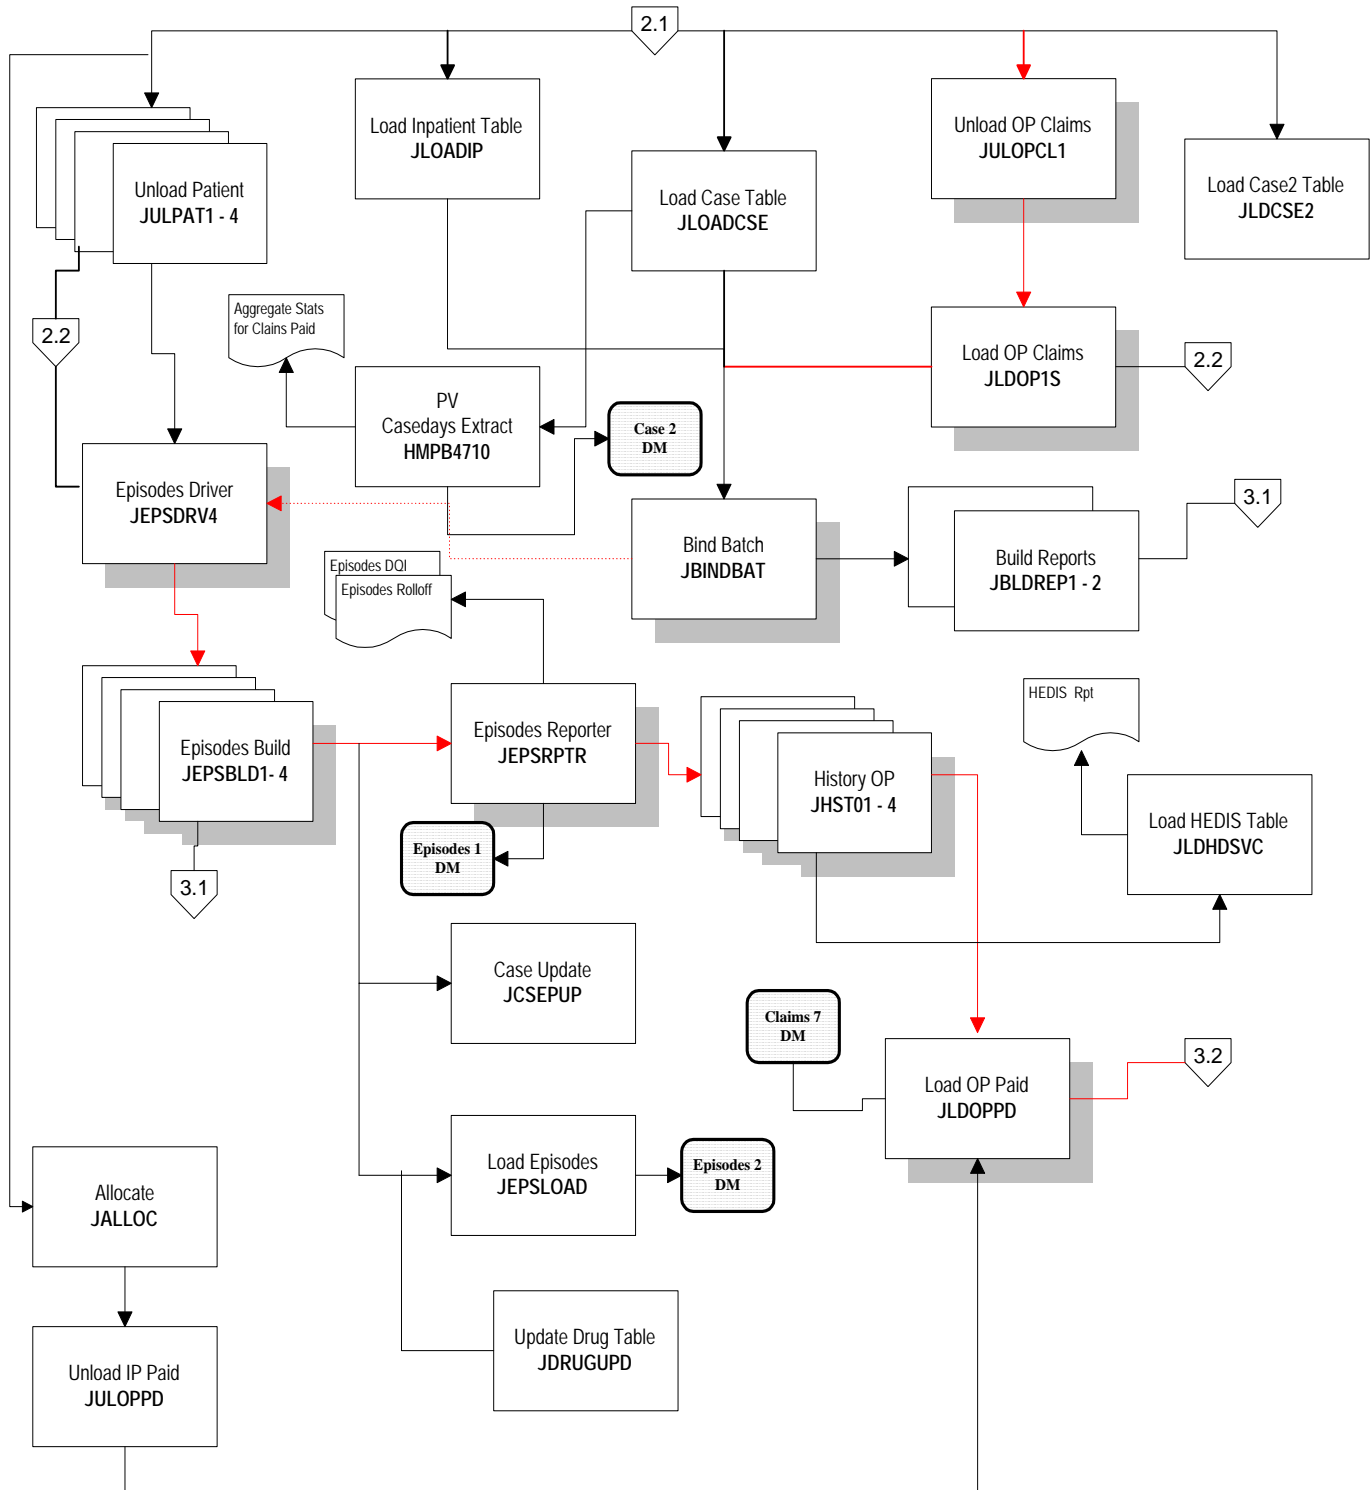 2.1
Load Inpatient Table
JLOADIP
Unload OP Claims
JULOPCL1
Unload Patient
JULPAT1 - 4
Load Case Table
JLOADCSE
Load Case2 Table
JLDCSE2
Aggregate Stats
for Clains Paid
2.2
Load OP Claims
JLDOP1S
2.2
PV
Casedays Extract
HMPB4710
Case 2
DM
Episodes Driver
JEPSDRV4
3.1
Bind Batch
JBINDBAT
Build Reports
JBLDREP1 - 2
Episodes DQI
Episodes Rolloff
HEDIS Rpt
Episodes Build
JEPSBLD1- 4
Episodes Reporter
JEPSRPTR
History OP
JHST01 - 4
Load HEDIS Table
JLDHDSVC
Episodes 1
DM
3.1
Case Update
JCSEPUP
Claims 7
DM
Load OP Paid
JLDOPPD
3.2
Load Episodes
JEPSLOAD
Episodes 2
DM
Allocate
JALLOC
Update Drug Table
JDRUGUPD
Unload IP Paid
JULOPPD